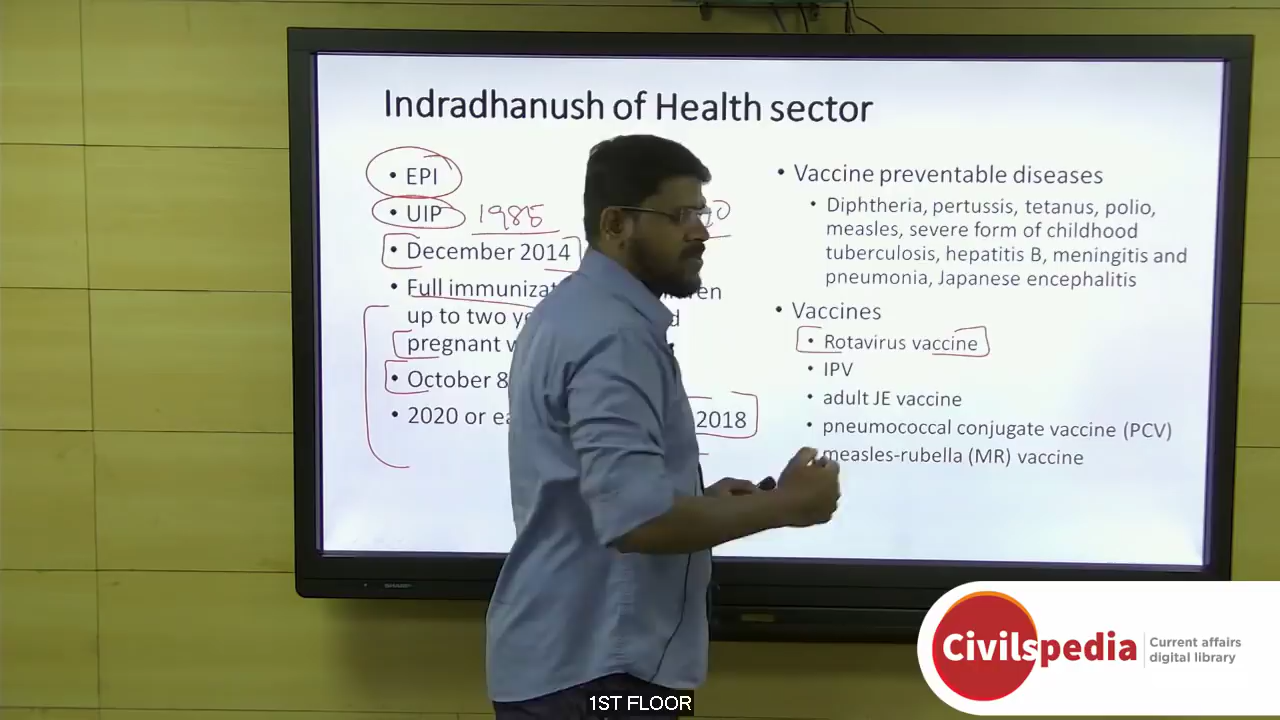 Indradhanush of Health sector
• EPI
• UIP 1985
• December 2014
• Full
up to two
pregnant
• October 8
• 2020 or 2018
• Vaccine preventable diseases
• Diphtheria, pertussis, tetanus, polio,
measles, severe form of childhood
tuberculosis, hepatitis B, meningitis and
pneumonia, Japanese encephalitis
• Vaccines
• Rotavirus vaccine
• IPV
• adult JE vaccine
• pneumococcal conjugate vaccine (PCV)
measles-rubella (MR) vaccine
SHARP
Civilspedia
Current affairs
digital library
1ST FLOOR